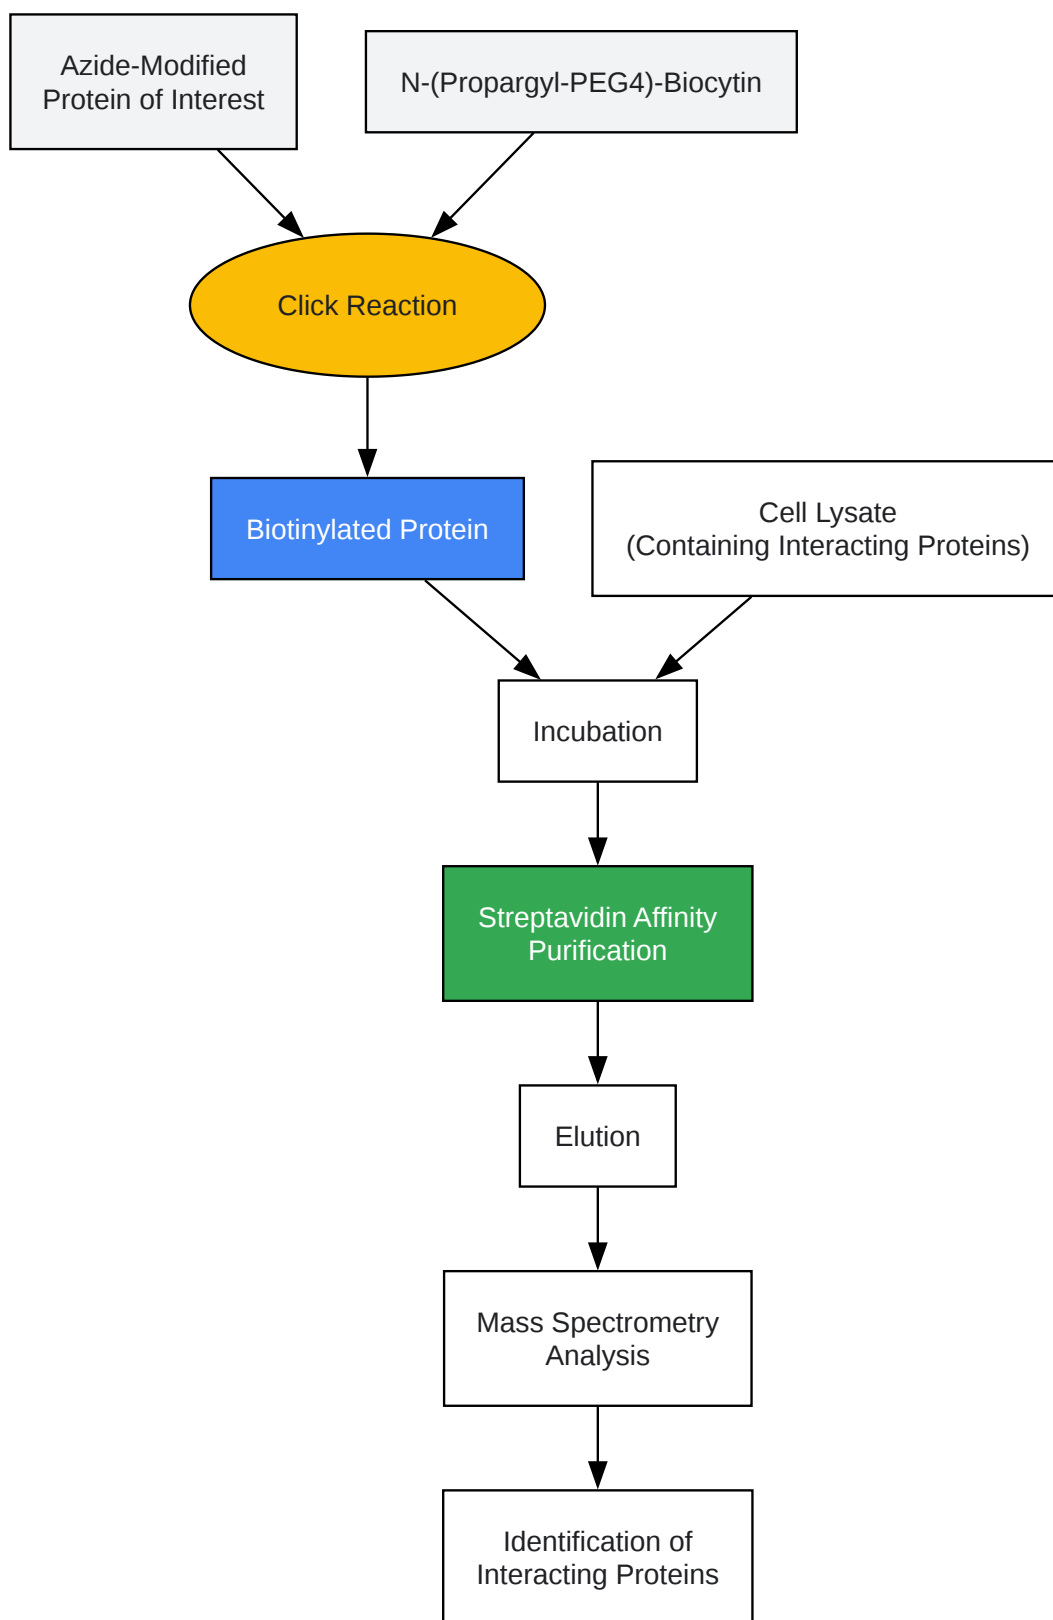 Azide-Modified
Protein of Interest
N-(Propargyl-PEG4)-Biocytin
Click Reaction
Biotinylated Protein
Cell Lysate
(Containing Interacting Proteins)
Incubation
Streptavidin Affinity
Purification
Elution
Mass Spectrometry
Analysis
Identification of
Interacting Proteins